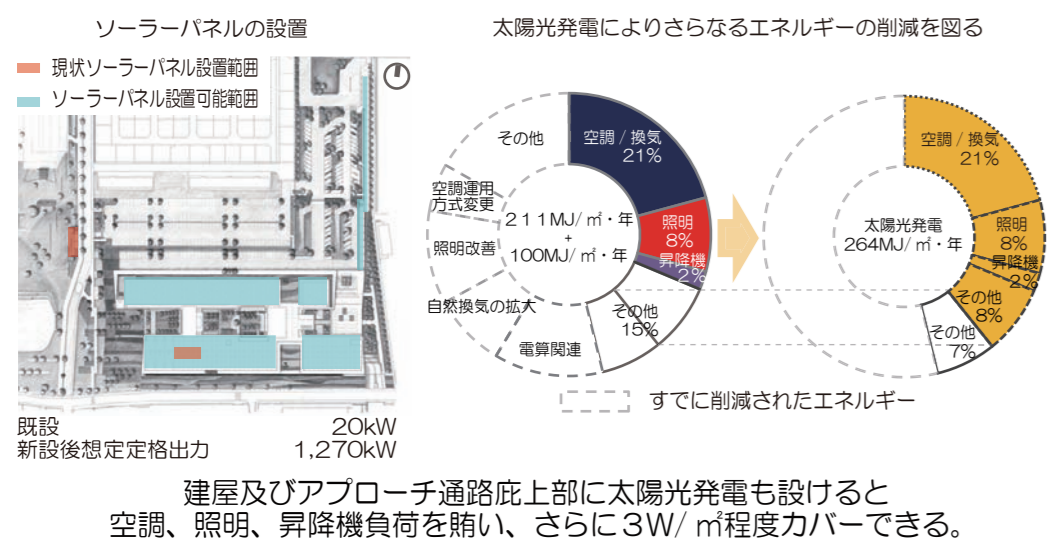 ソーラーパネルの設置
現状ソーラーパネル設置範囲
ソーラーパネル設置可能範囲
既設 20kW
新設後想定定格出力 1,270kW
太陽光発電によりさらなるエネルギーの削減を図る
その他
空調/換気
21%
空調運用
方式変更
照明
8%
照明改善
昇降機
2%
自然換気の拡大
その他
15%
電算関連
211MJ/㎡・年
+
100MJ/㎡・年
空調/換気
21%
照明
8%
昇降機
2%
その他
8%
その他
7%
太陽光発電
264MJ/㎡・年
すでに削減されたエネルギー
建屋及びアプローチ通路庇上部に太陽光発電も設けると
空調、照明、昇降機負荷を賄い、さらに3W/㎡程度カバーできる。